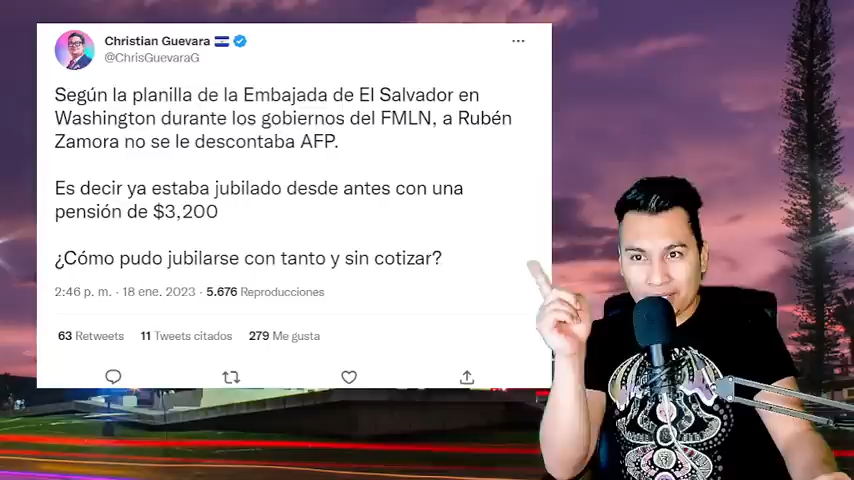 Christian Guevara 🇸🇻
@ChrisGuevaraG
Según la planilla de la Embajada de El Salvador en
Washington durante los gobiernos del FMLN, a Rubén
Zamora no se le descontaba AFP.
Es decir ya estaba jubilado desde antes con una
pensión de $3,200
¿Cómo pudo jubilarse con tanto y sin cotizar?
2:46 p. m. · 18 ene. 2023 · 5.676 Reproducciones
63 Retweets 11 Tweets citados 279 Me gusta